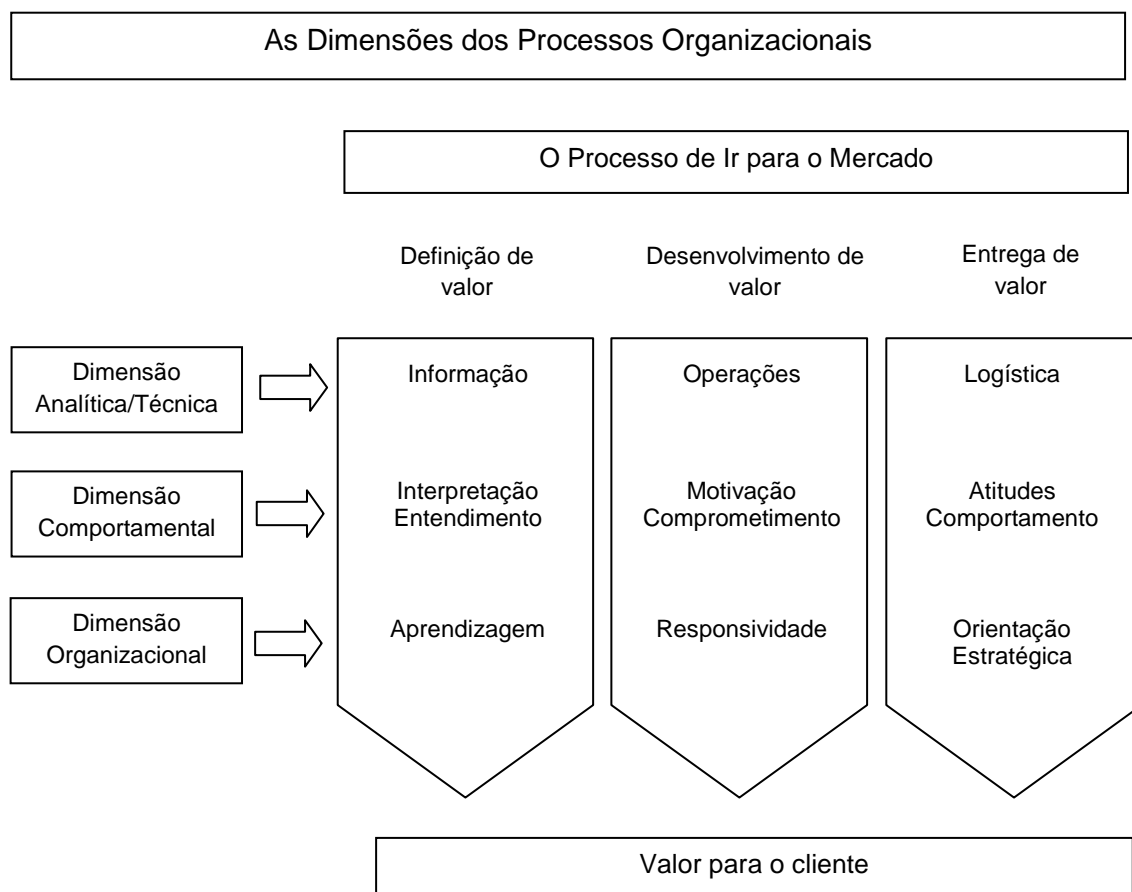 As Dimensões dos Processos Organizacionais
O Processo de Ir para o Mercado
Definição de
valor
Desenvolvimento de
valor
Entrega de
valor
Dimensão
Analítica/Técnica
Informação
Operações
Logística
Dimensão
Comportamental
Interpretação
Entendimento
Motivação
Comprometimento
Atitudes
Comportamento
Dimensão
Organizacional
Aprendizagem
Responsividade
Orientação
Estratégica
Valor para o cliente